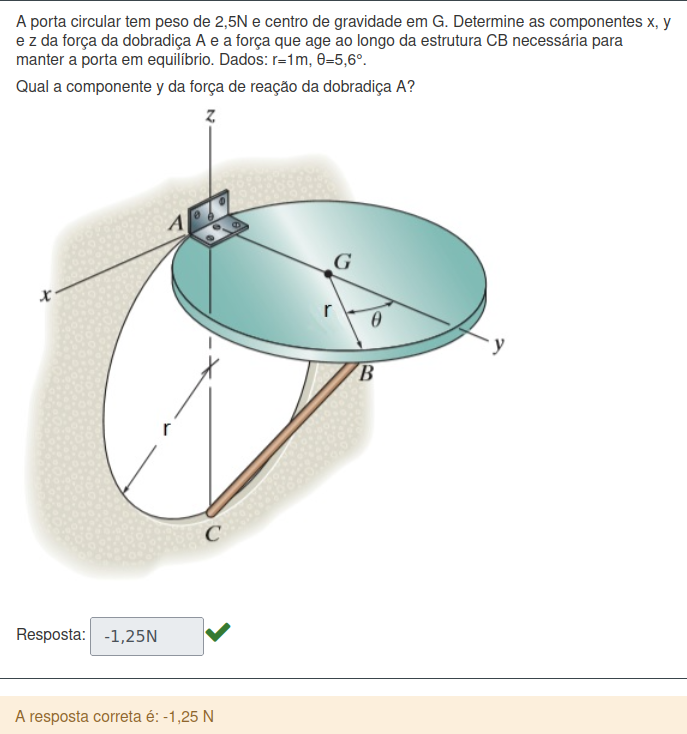 A porta circular tem peso de 2,5N e centro de gravidade em G. Determine as componentes x, y
e z da força da dobradiça A e a força que age ao longo da estrutura CB necessária para
manter a porta em equilíbrio. Dados: r=1m, θ=5,6°.
Qual a componente y da força de reação da dobradiça A?
z
A
G
x
r
θ
y
B
r
C
Resposta: -1,25N
A resposta correta é: -1,25 N